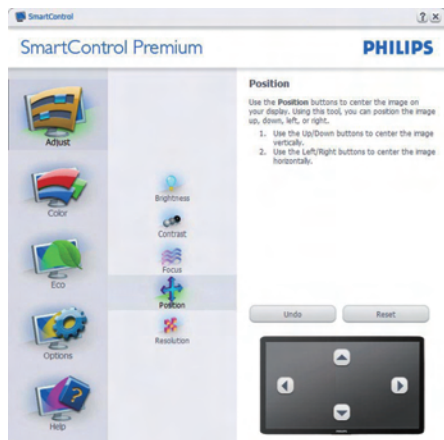 SmartControl
SmartControl Premium
PHILIPS
Adjust
Color
Eco
Options
Help
Brightness
Contrast
Focus
Position
Resolution
Position
Use the Position buttons to center the image on
your display. Using this tool, you can position the image
up, down, left, or right.
1. Use the Up/Down buttons to center the image
vertically.
2. Use the Left/Right buttons to center the image
horizontally.
Undo
Reset